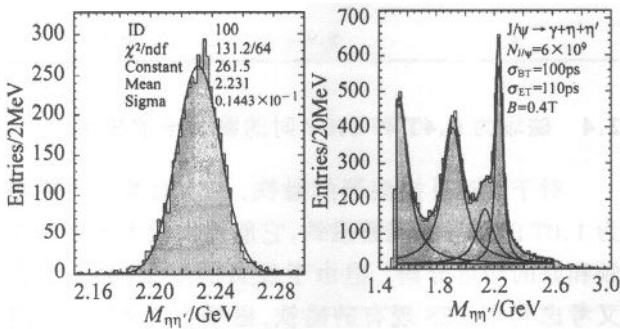 ID 100
χ²/ndf 131.2/64
Constant 261.5
Mean 2.231
Sigma 0.1443×10⁻¹
Entries/2MeV
300
250
200
150
100
50
0
2.16 2.20 2.24 2.28
M_ηη′/GeV
J/ψ→γ+η+η′
N_J/ψ=6×10⁹
σ_BT=100ps
σ_ET=110ps
B=0.4T
Entries/20MeV
700
600
500
400
300
200
100
0
1.4 1.8 2.2 2.6 3.0
M_ηη′/GeV